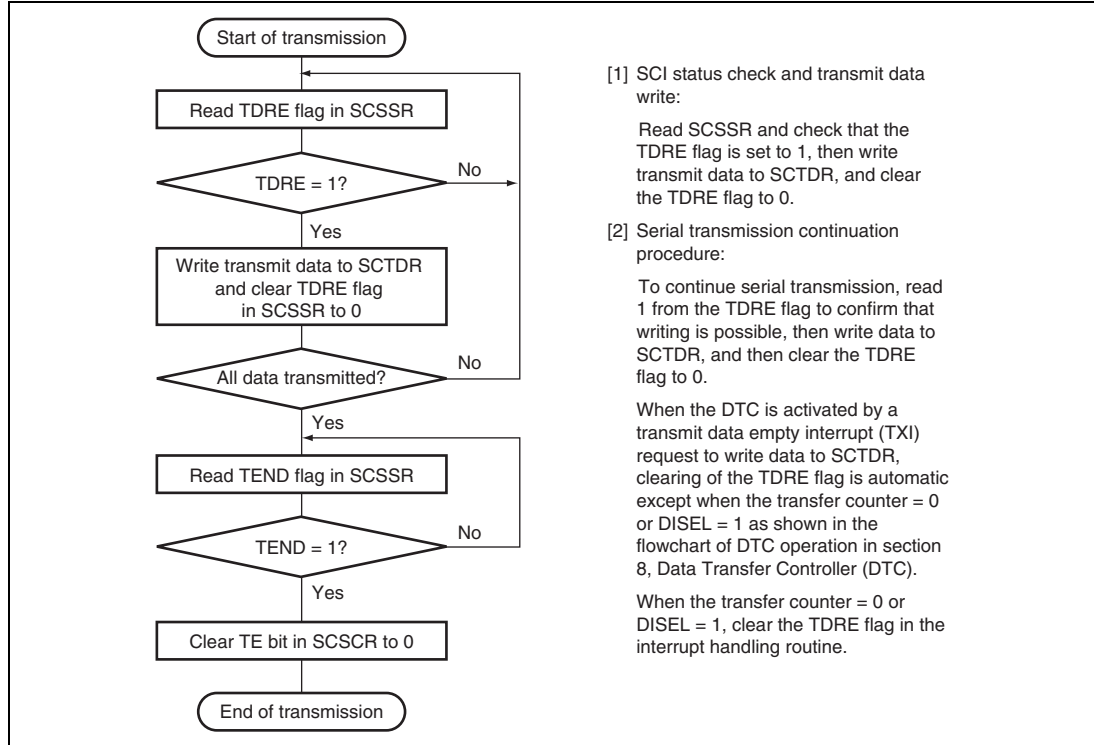 Start of transmission
Read TDRE flag in SCSSR
TDRE = 1?
No
Yes
Write transmit data to SCTDR
and clear TDRE flag
in SCSSR to 0
All data transmitted?
No
Yes
Read TEND flag in SCSSR
TEND = 1?
No
Yes
Clear TE bit in SCSCR to 0
End of transmission
[1] SCI status check and transmit data
write:
Read SCSSR and check that the
TDRE flag is set to 1, then write
transmit data to SCTDR, and clear
the TDRE flag to 0.
[2] Serial transmission continuation
procedure:
To continue serial transmission, read
1 from the TDRE flag to confirm that
writing is possible, then write data to
SCTDR, and then clear the TDRE
flag to 0.
When the DTC is activated by a
transmit data empty interrupt (TXI)
request to write data to SCTDR,
clearing of the TDRE flag is automatic
except when the transfer counter = 0
or DISEL = 1 as shown in the
flowchart of DTC operation in section
8, Data Transfer Controller (DTC).
When the transfer counter = 0 or
DISEL = 1, clear the TDRE flag in the
interrupt handling routine.